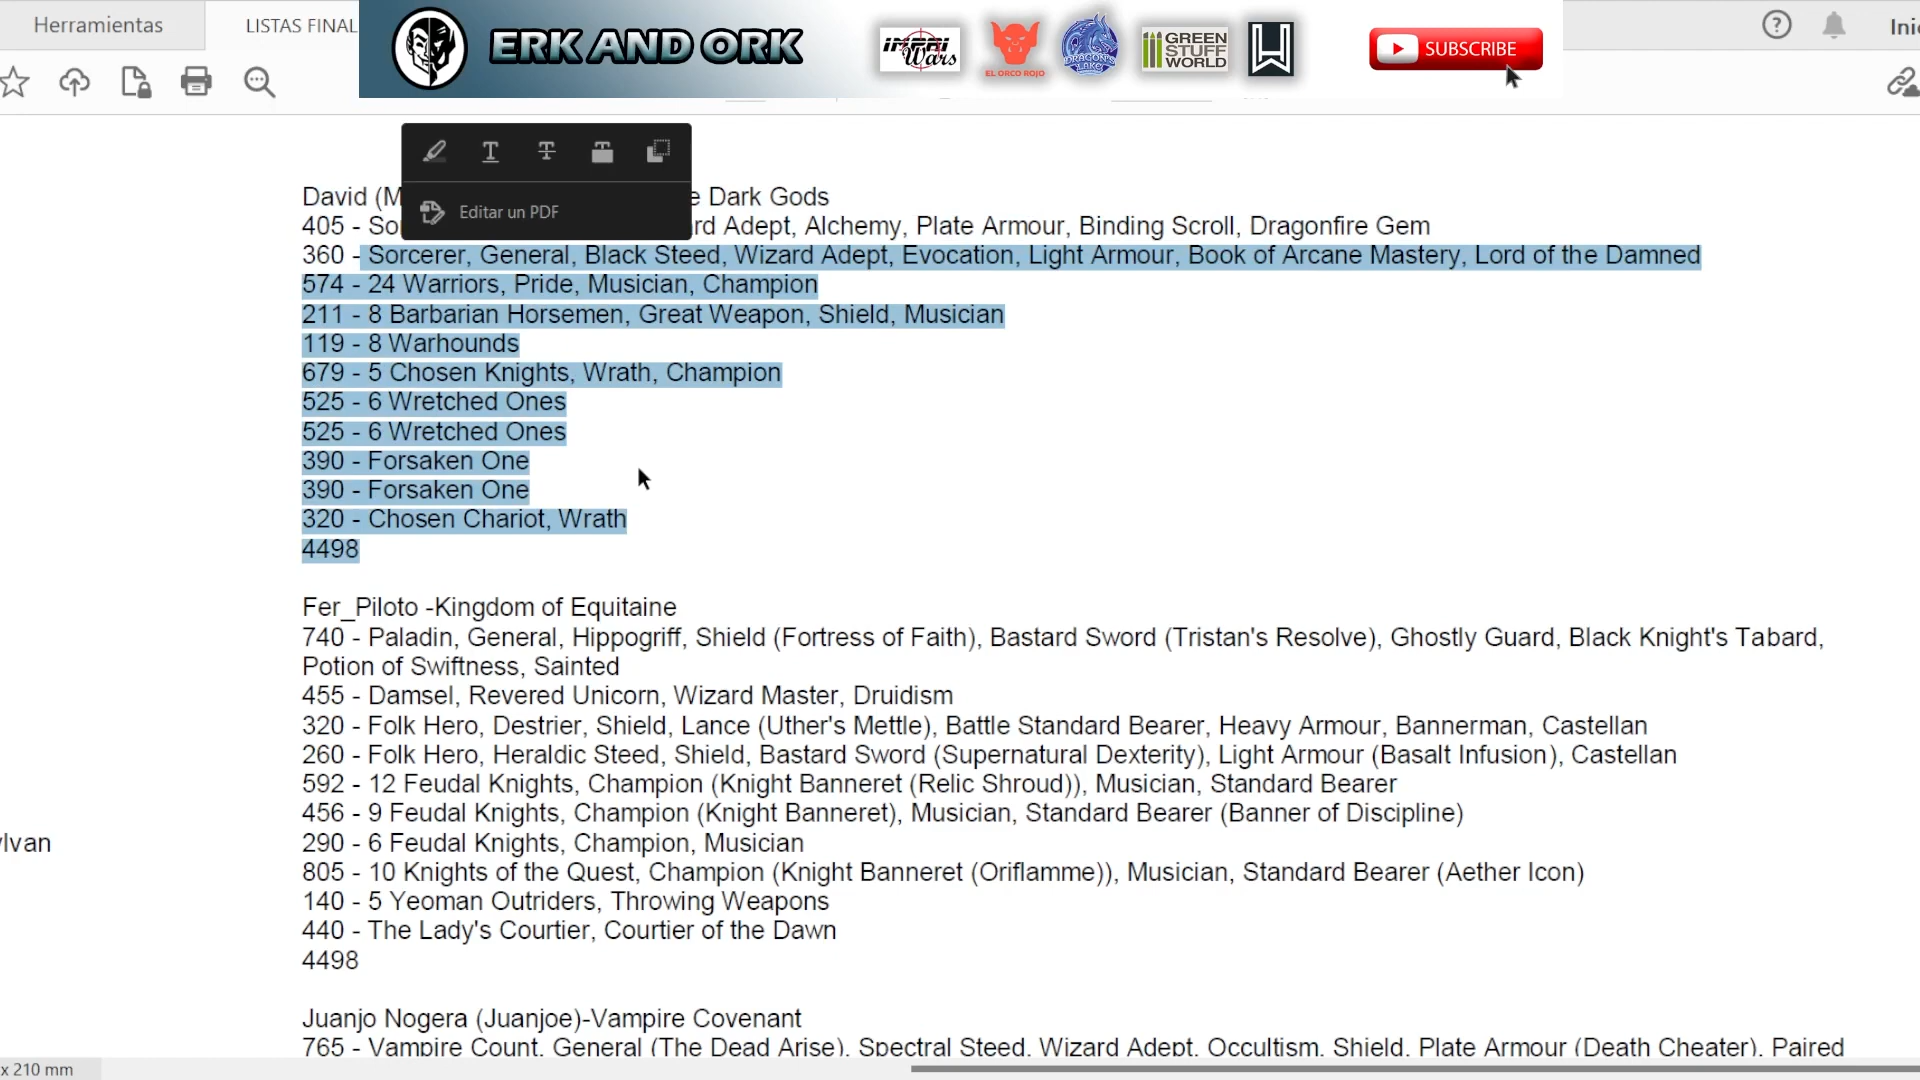 Herramientas
LISTAS FINAL
ERK AND ORK
IMPRI WARS
EL ORCO ROJO
DRAGON'S LAKE
GREEN STUFF WORLD
SUBSCRIBE
Editar un PDF
David (M
e Dark Gods
405 - So
rd Adept, Alchemy, Plate Armour, Binding Scroll, Dragonfire Gem
360 - Sorcerer, General, Black Steed, Wizard Adept, Evocation, Light Armour, Book of Arcane Mastery, Lord of the Damned
574 - 24 Warriors, Pride, Musician, Champion
211 - 8 Barbarian Horsemen, Great Weapon, Shield, Musician
119 - 8 Warhounds
679 - 5 Chosen Knights, Wrath, Champion
525 - 6 Wretched Ones
525 - 6 Wretched Ones
390 - Forsaken One
390 - Forsaken One
320 - Chosen Chariot, Wrath
4498
Fer_Piloto -Kingdom of Equitaine
740 - Paladin, General, Hippogriff, Shield (Fortress of Faith), Bastard Sword (Tristan's Resolve), Ghostly Guard, Black Knight's Tabard,
Potion of Swiftness, Sainted
455 - Damsel, Revered Unicorn, Wizard Master, Druidism
320 - Folk Hero, Destrier, Shield, Lance (Uther's Mettle), Battle Standard Bearer, Heavy Armour, Bannerman, Castellan
260 - Folk Hero, Heraldic Steed, Shield, Bastard Sword (Supernatural Dexterity), Light Armour (Basalt Infusion), Castellan
592 - 12 Feudal Knights, Champion (Knight Banneret (Relic Shroud)), Musician, Standard Bearer
456 - 9 Feudal Knights, Champion (Knight Banneret), Musician, Standard Bearer (Banner of Discipline)
290 - 6 Feudal Knights, Champion, Musician
805 - 10 Knights of the Quest, Champion (Knight Banneret (Oriflamme)), Musician, Standard Bearer (Aether Icon)
140 - 5 Yeoman Outriders, Throwing Weapons
440 - The Lady's Courtier, Courtier of the Dawn
4498
Juanjo Nogera (Juanjoe)-Vampire Covenant
765 - Vampire Count, General (The Dead Arise), Spectral Steed, Wizard Adept, Occultism, Shield, Plate Armour (Death Cheater), Paired
lvan
x 210 mm
Ini